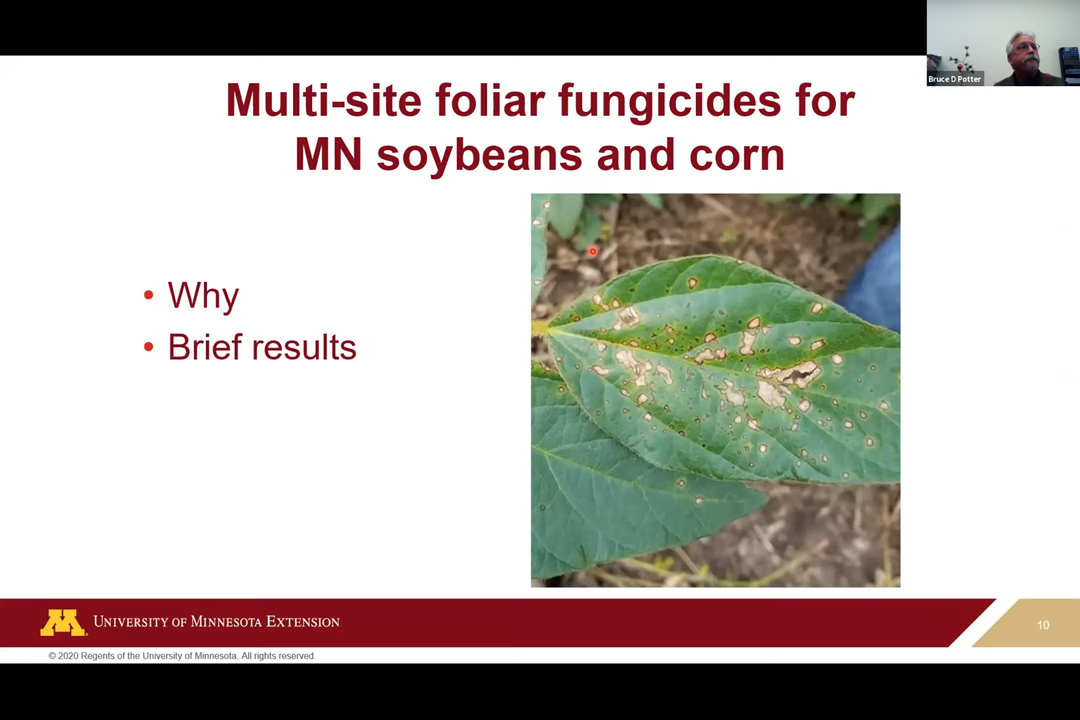 Bruce D Potter
Multi-site foliar fungicides for
MN soybeans and corn
• Why
• Brief results
M
UNIVERSITY OF MINNESOTA EXTENSION
10
© 2020 Regents of the University of Minnesota. All rights reserved.